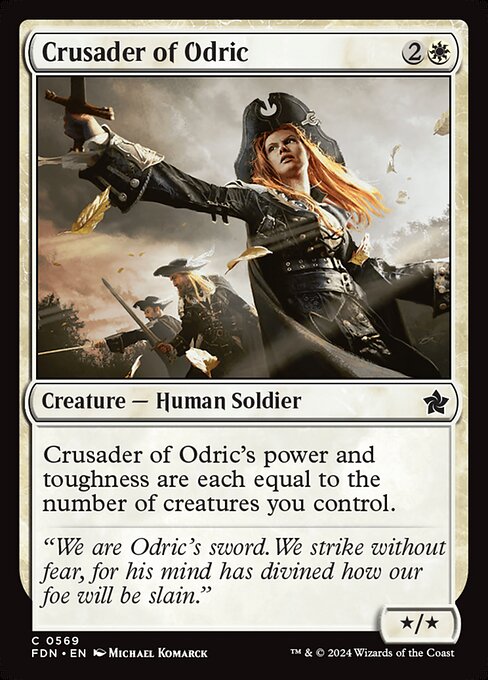 Crusader of Odric 2
Creature — Human Soldier
Crusader of Odric's power and
toughness are each equal to the
number of creatures you control.
“We are Odric's sword. We strike without
fear, for his mind has divined how our
foe will be slain.”
★/★
C 0569
FDN • EN Michael Komarck
™ & © 2024 Wizards of the Coast